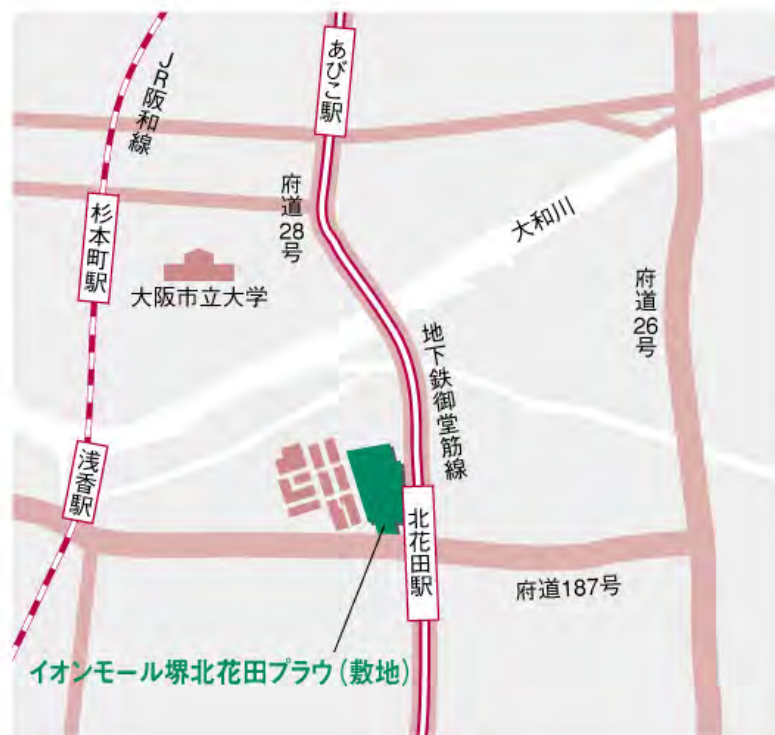 あびこ駅
JR阪和線
府道28号
杉本町駅
大和川
大阪市立大学
府道26号
地下鉄御堂筋線
浅香駅
北花田駅
府道187号
イオンモール堺北花田プラウ(敷地)